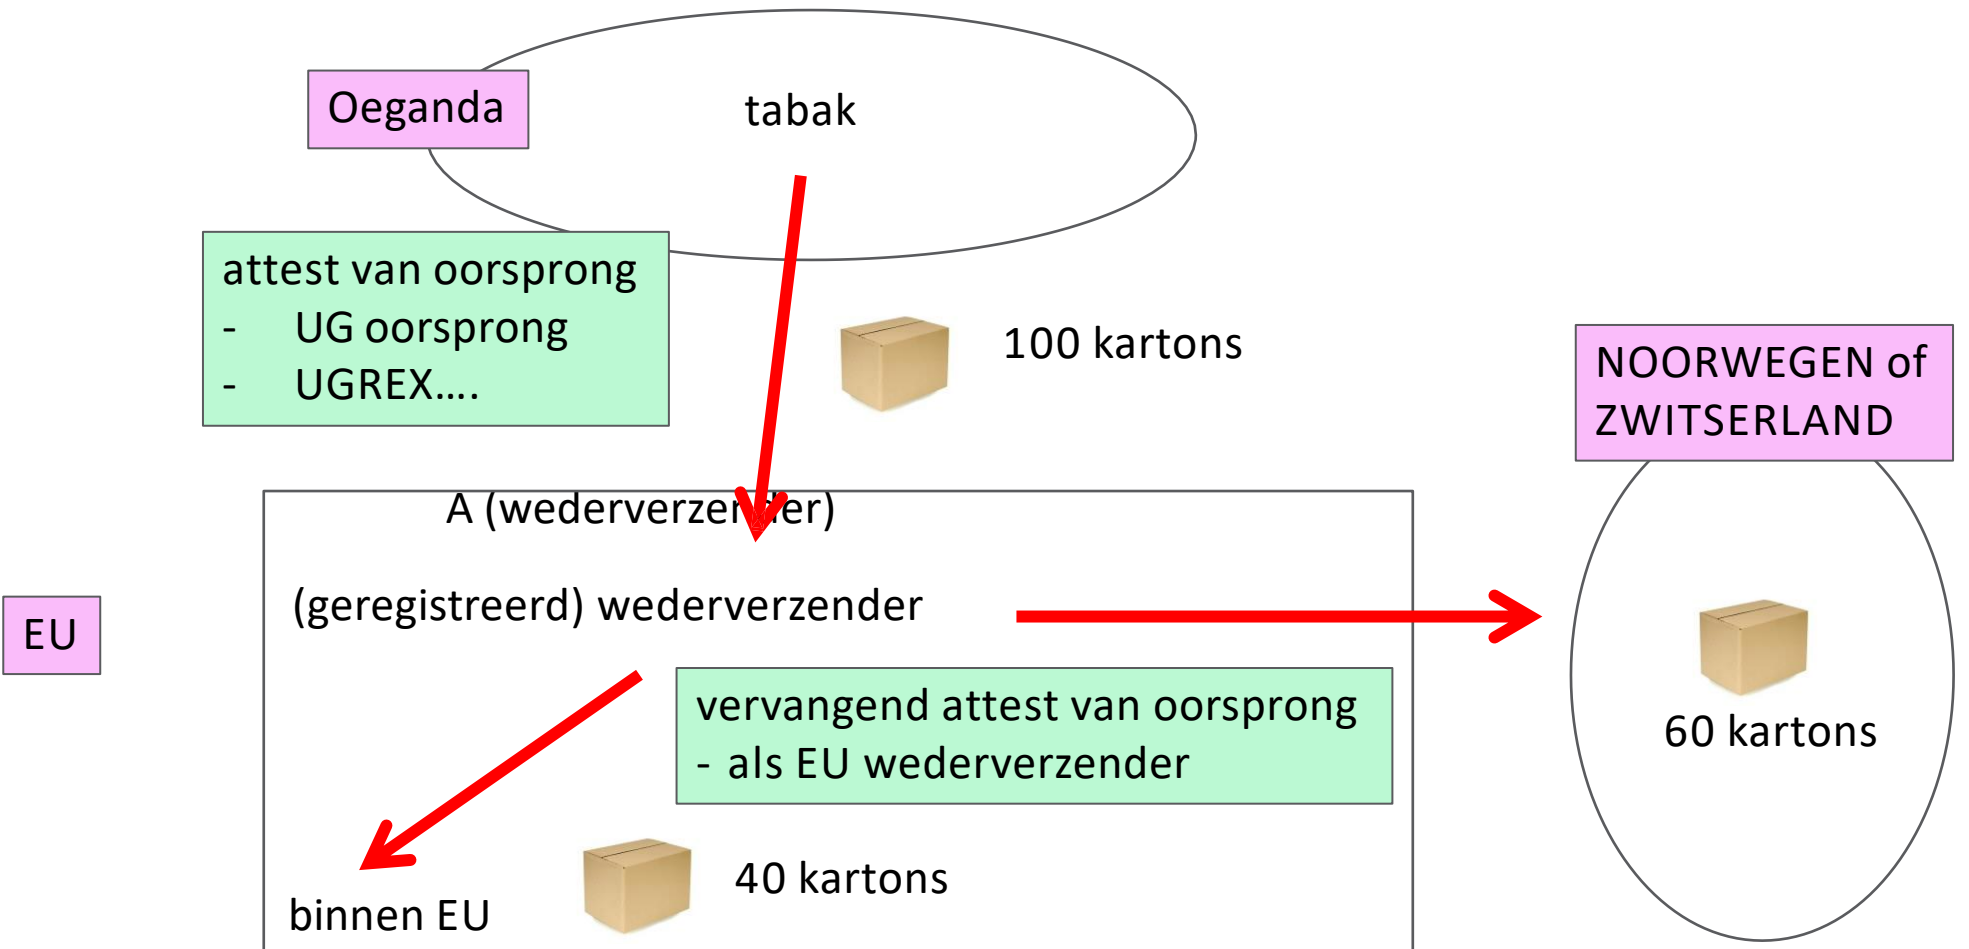 Oeganda
tabak
attest van oorsprong
- UG oorsprong
- UGREX....
100 kartons
NOORWEGEN of
ZWITSERLAND
A (wederverzender)
(geregistreerd) wederverzender
EU
vervangend attest van oorsprong
- als EU wederverzender
60 kartons
40 kartons
binnen EU